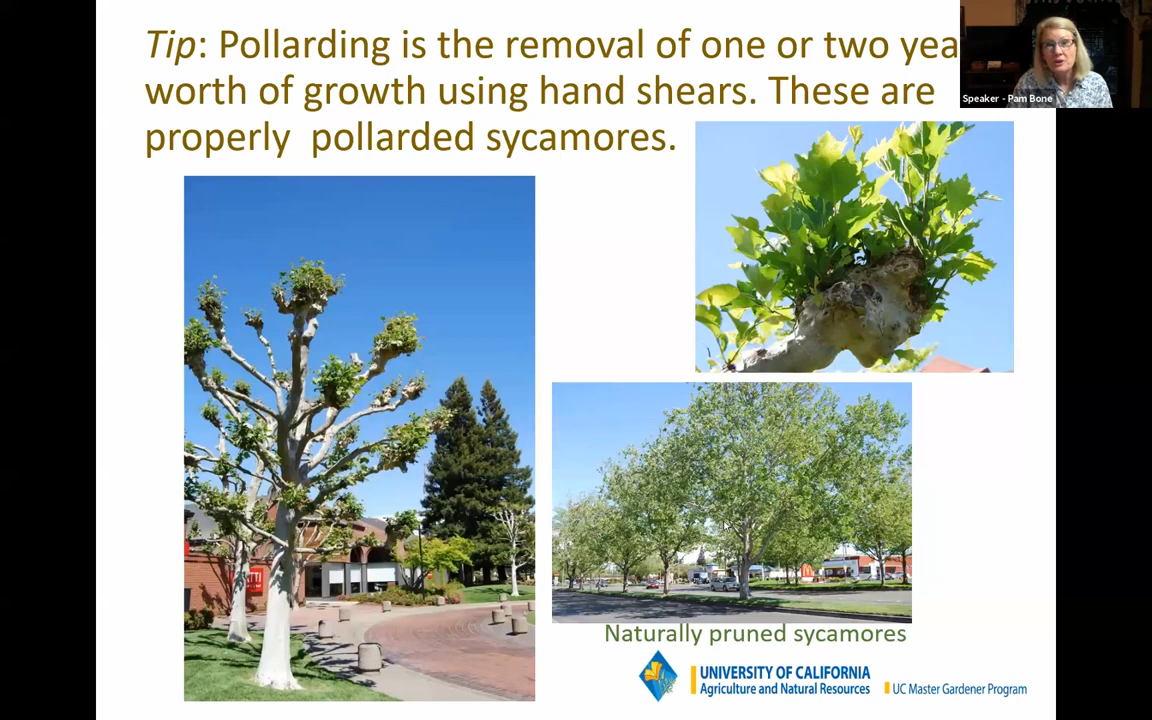 Tip: Pollarding is the removal of one or two yea
worth of growth using hand shears. These are
properly pollarded sycamores.
Speaker - Pam Bone
Naturally pruned sycamores
UNIVERSITY OF CALIFORNIA
Agriculture and Natural Resources
UC Master Gardener Program